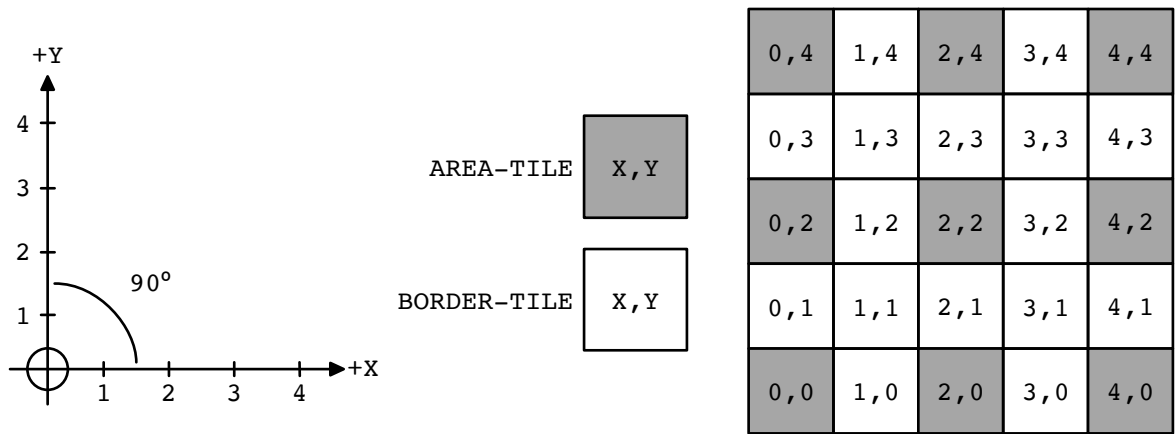 +Y
4
3
2
1
90°
1 2 3 4
+X
AREA-TILE X,Y
BORDER-TILE X,Y
0,4 1,4 2,4 3,4 4,4
0,3 1,3 2,3 3,3 4,3
0,2 1,2 2,2 3,2 4,2
0,1 1,1 2,1 3,1 4,1
0,0 1,0 2,0 3,0 4,0